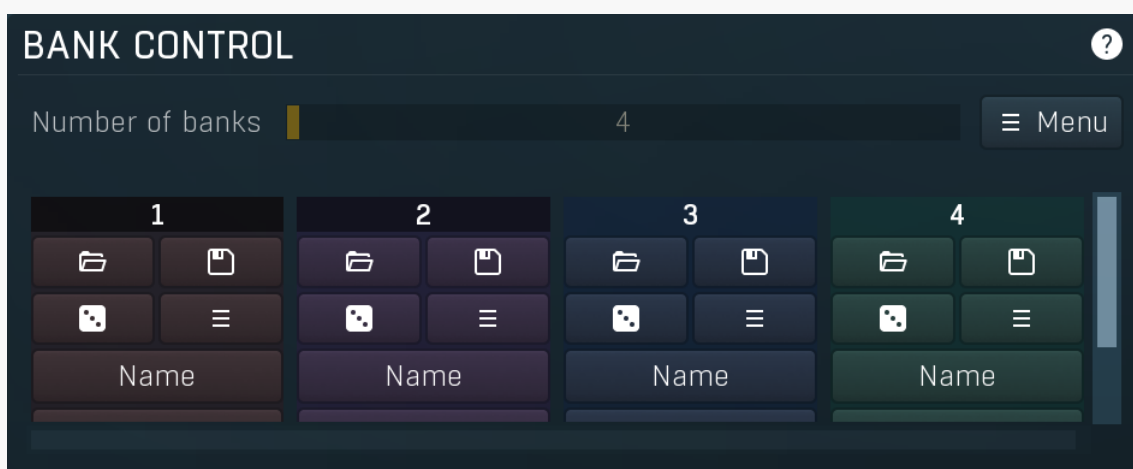 BANK CONTROL ?
Number of banks 4 Menu
1 2 3 4
Name Name Name Name